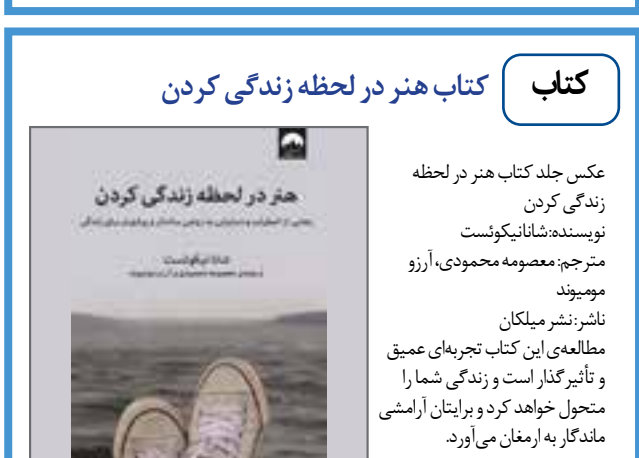 کتاب
کتاب هنر در لحظه زندگی کردن
عکس جلد کتاب هنر در لحظه
زندگی کردن
نویسنده:شانانیکوئست
مترجم:معصومه محمودی، آرزو
مومیوند
ناشر:نشر میلکان
مطالعه‌ی این کتاب تجربه‌ای عمیق
و تأثیرگذار است و زندگی شما را
متحول خواهد کرد و برایتان آرامشی
ماندگار به ارمغان می‌آورد.
هنر در لحظه زندگی کردن
شانا نیکوئست